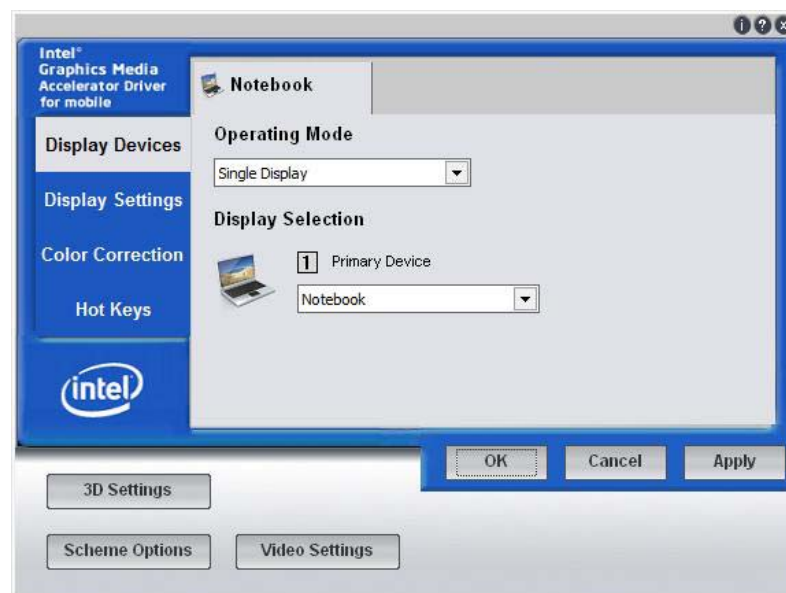 Intel®
Graphics Media
Accelerator Driver
for mobile
Notebook
Display Devices
Display Settings
Color Correction
Hot Keys
Operating Mode
Single Display
Display Selection
1 Primary Device
Notebook
intel
OK Cancel Apply
3D Settings
Scheme Options Video Settings